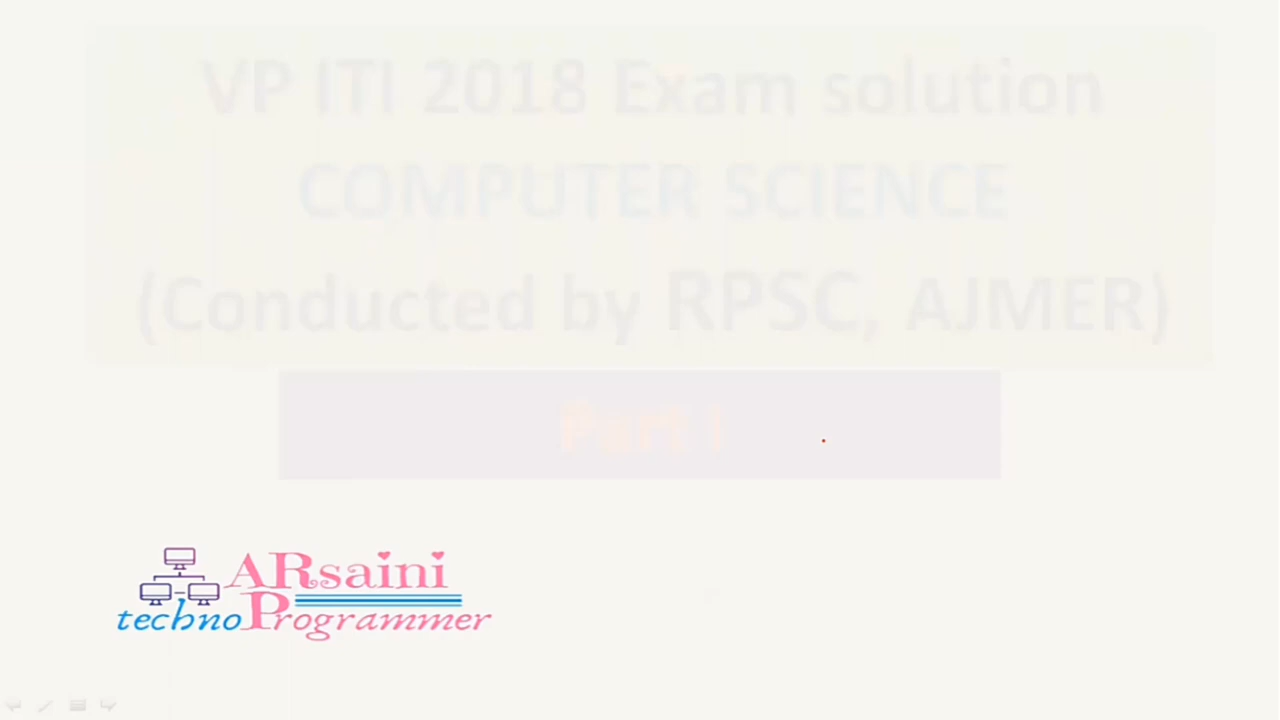 VP ITI 2018 Exam solution
COMPUTER SCIENCE
(Conducted by RPSC, AJMER)
Part I
ARsaini
technoProgrammer